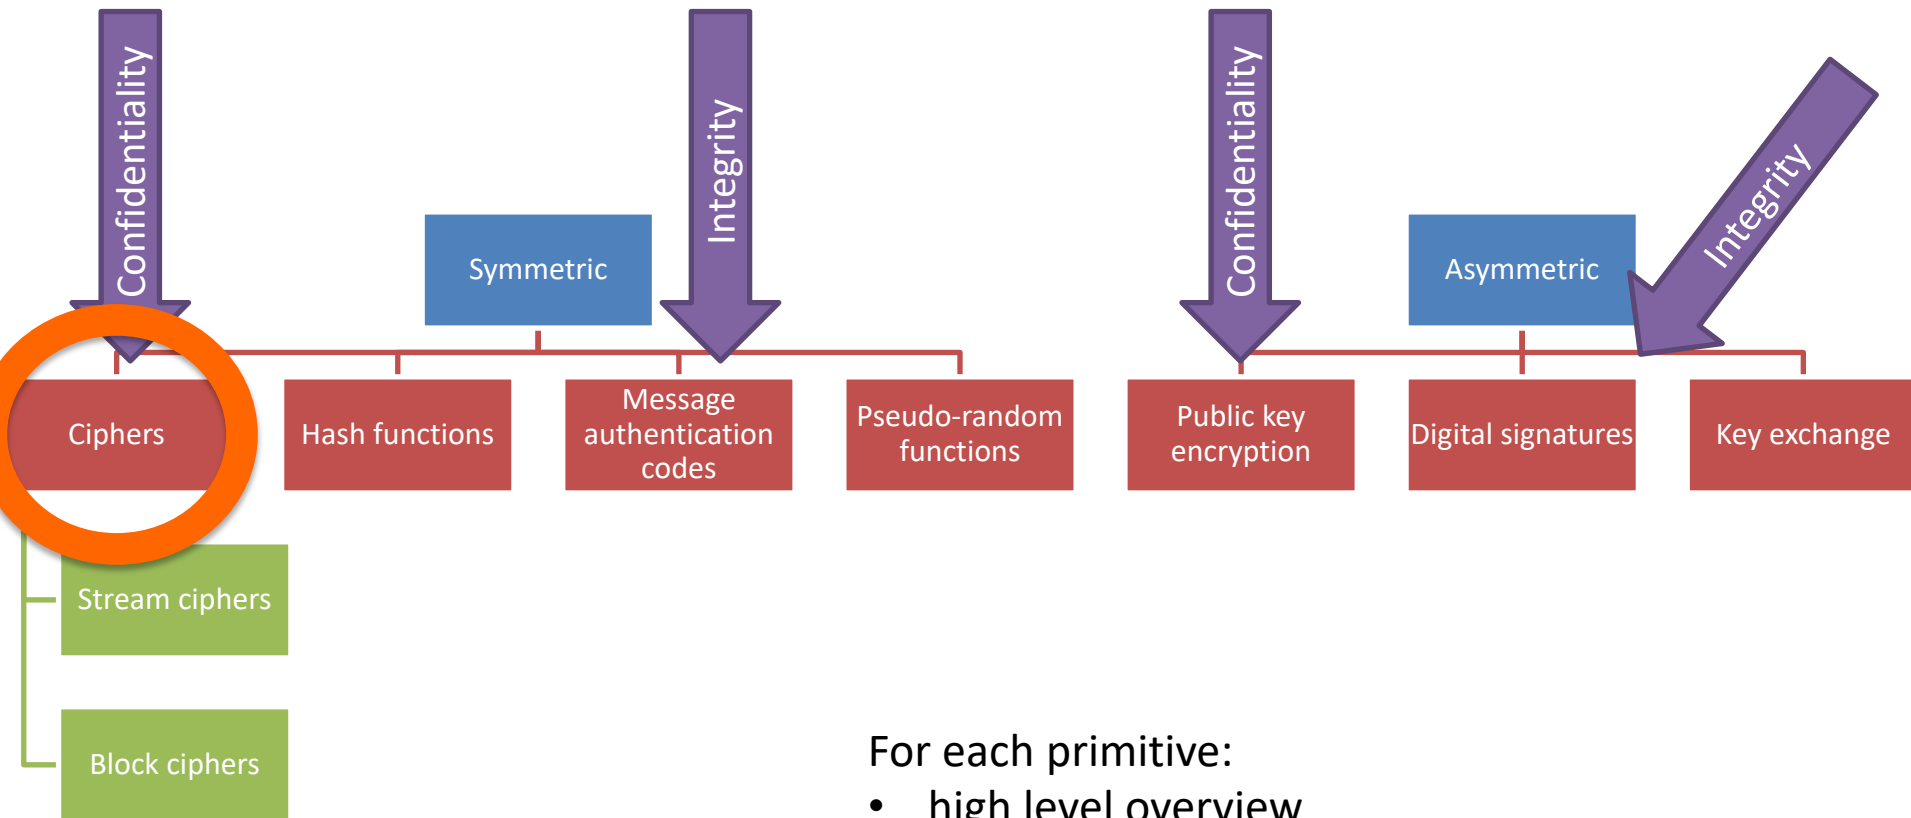 Confidentiality
Integrity
Confidentiality
Integrity
Symmetric
Asymmetric
Ciphers
Hash functions
Message
authentication
codes
Pseudo-random
functions
Public key
encryption
Digital signatures
Key exchange
Stream ciphers
Block ciphers
For each primitive:
• high level overview